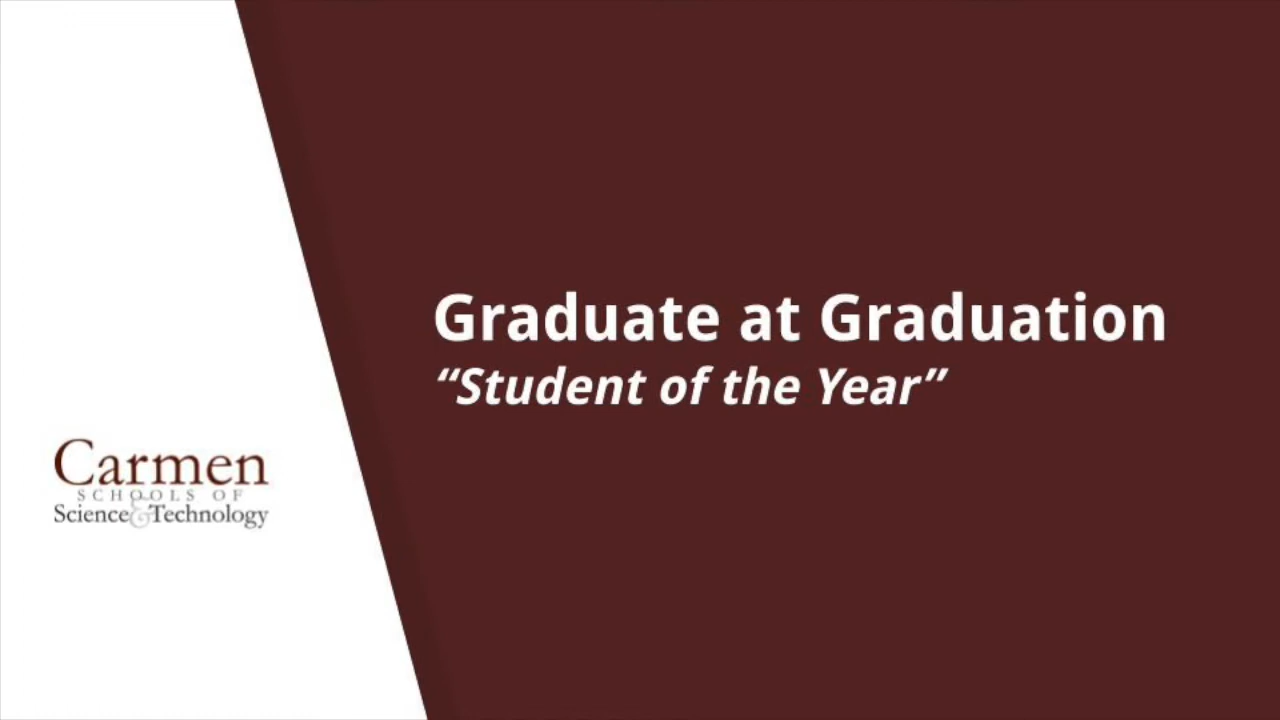 Graduate at Graduation
“Student of the Year”
Carmen
SCHOOLS OF
Science & Technology